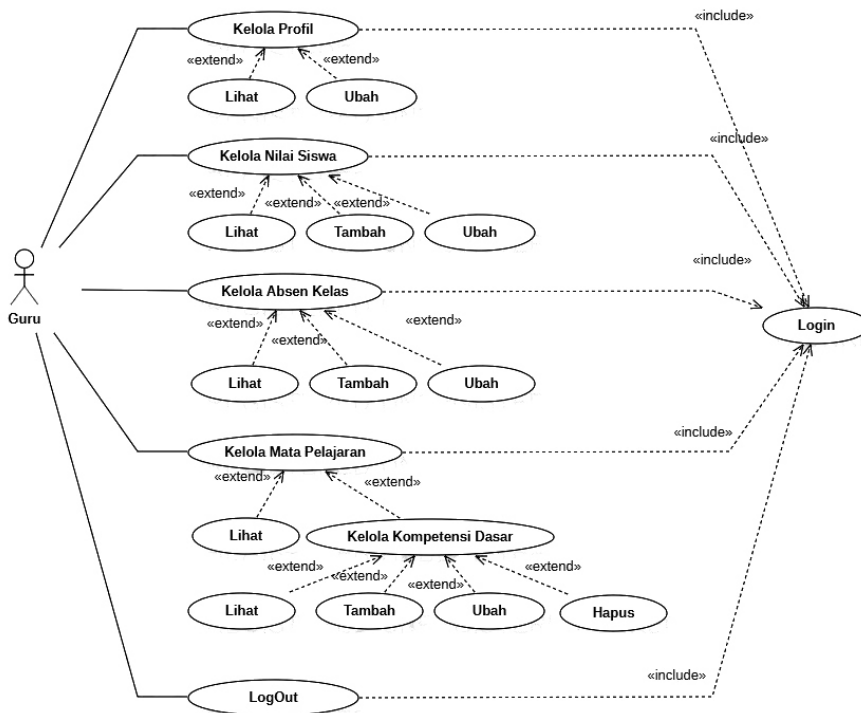 Kelola Profil
«include»
«extend»
«extend»
Lihat
Ubah
Kelola Nilai Siswa
«include»
«extend»
«extend»
«extend»
Lihat
Tambah
Ubah
Guru
Kelola Absen Kelas
«include»
Login
«extend»
«extend»
«extend»
Lihat
Tambah
Ubah
Kelola Mata Pelajaran
«include»
«extend»
«extend»
Lihat
Kelola Kompetensi Dasar
«extend»
«extend»
«extend»
«extend»
Lihat
Tambah
Ubah
Hapus
LogOut
«include»